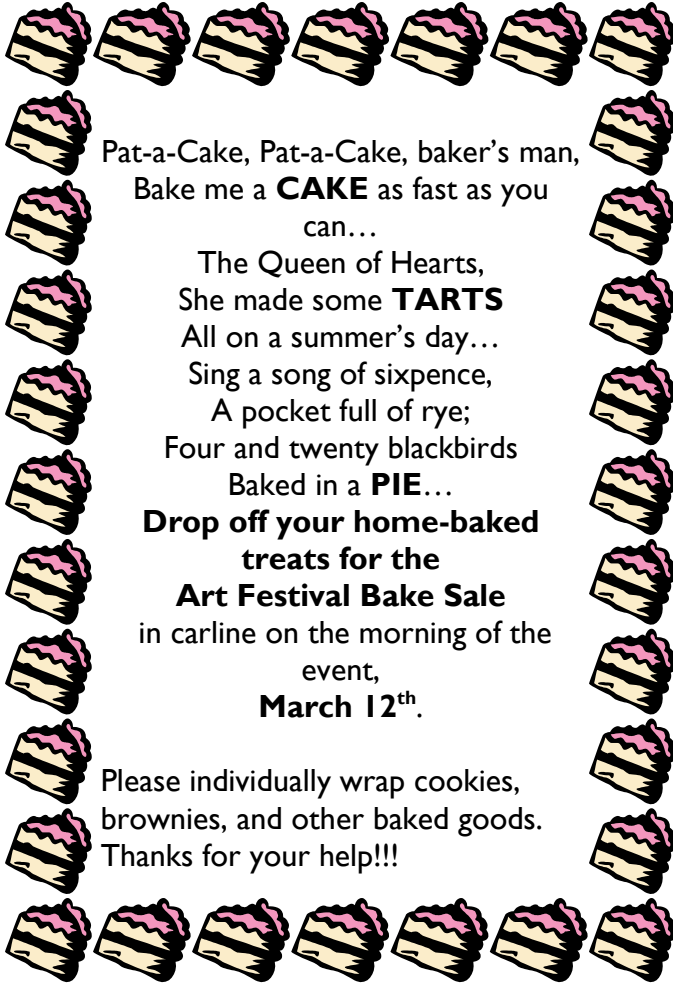 Pat-a-Cake, Pat-a-Cake, baker’s man,
Bake me a CAKE as fast as you
can…
The Queen of Hearts,
She made some TARTS
All on a summer’s day…
Sing a song of sixpence,
A pocket full of rye;
Four and twenty blackbirds
Baked in a PIE…
Drop off your home-baked
treats for the
Art Festival Bake Sale
in carline on the morning of the
event,
March 12th.
Please individually wrap cookies,
brownies, and other baked goods.
Thanks for your help!!!